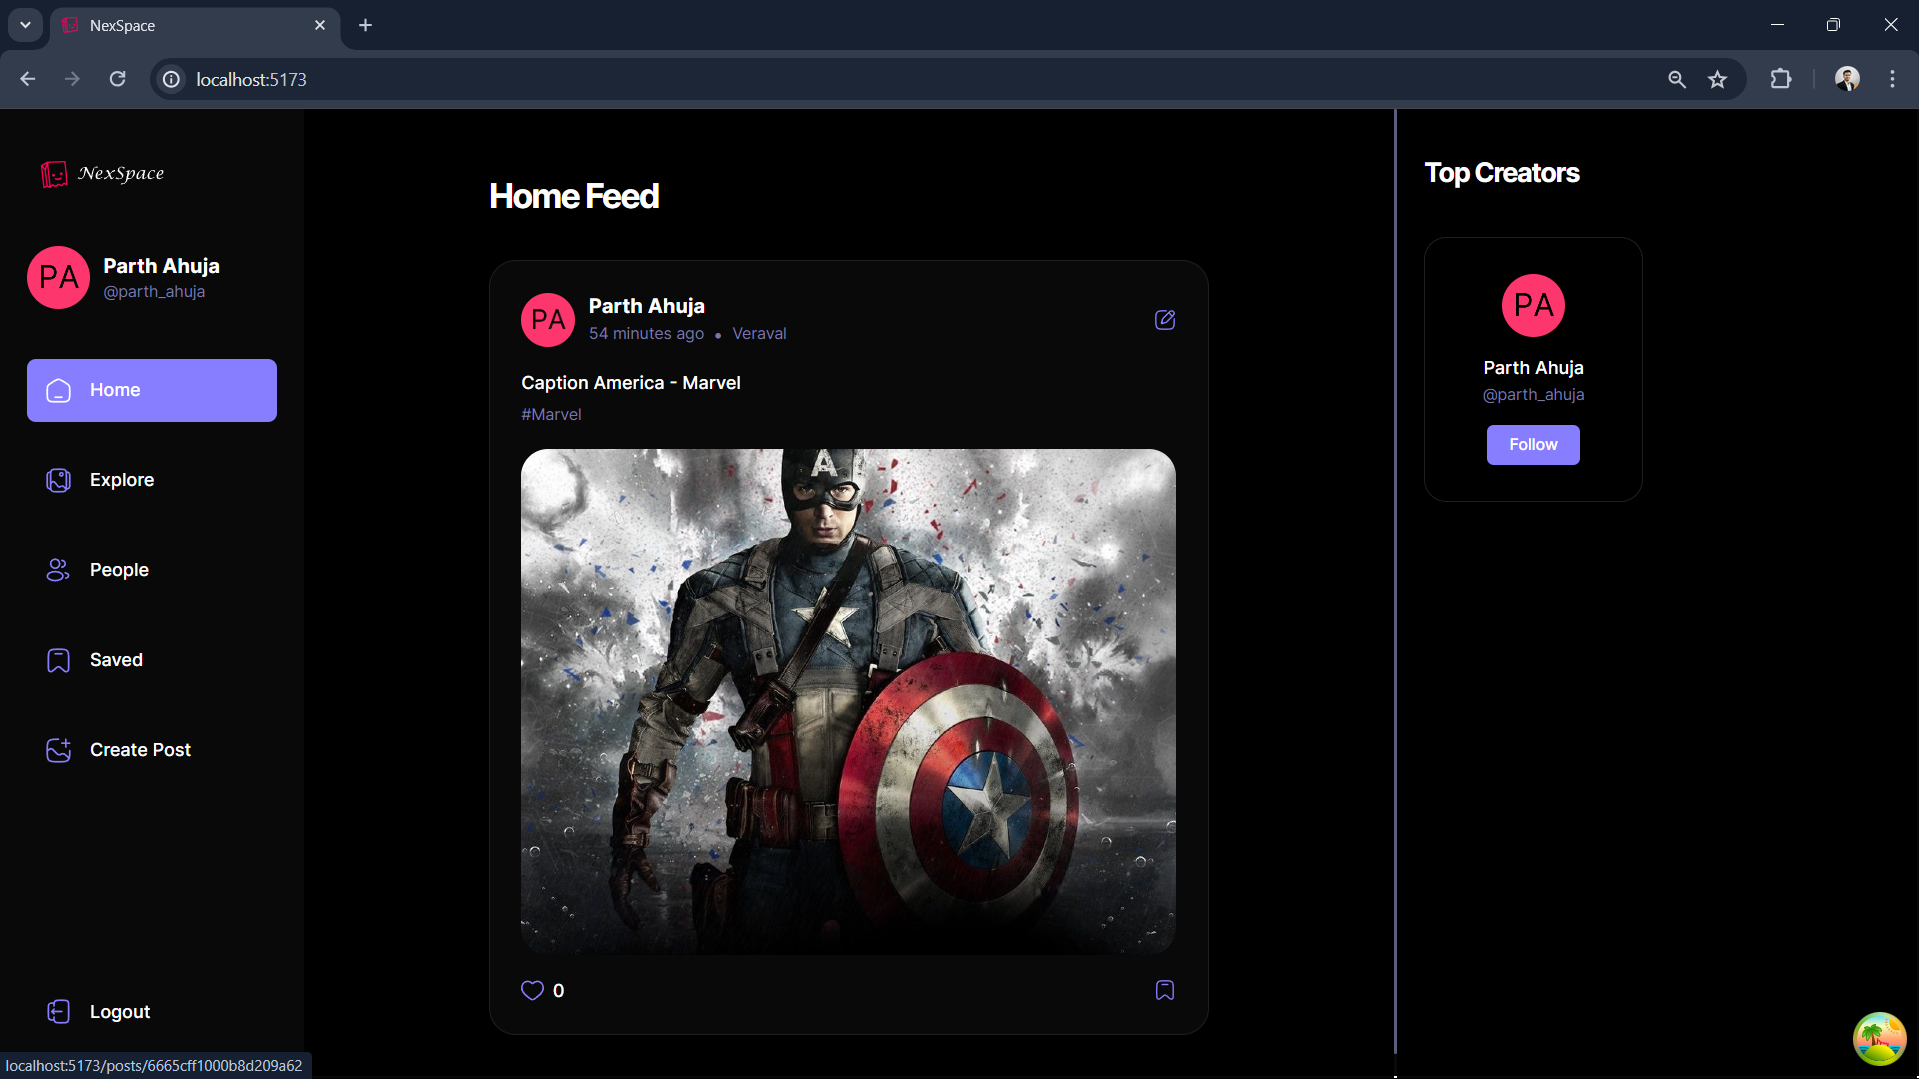 NexSpace
localhost:5173
NexSpace
PA
Parth Ahuja
@parth_ahuja
Home
Explore
People
Saved
Create Post
Logout
localhost:5173/posts/6665cff1000b8d209a62
Home Feed
PA
Parth Ahuja
54 minutes ago • Veraval
Caption America - Marvel
#Marvel
A
0
Top Creators
PA
Parth Ahuja
@parth_ahuja
Follow